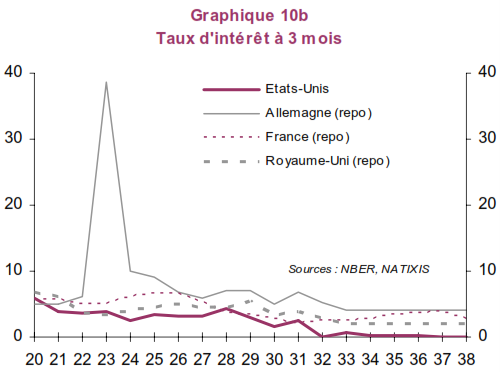 Graphique 10b
Taux d'intérêt à 3 mois
40 40
Etats-Unis
Allemagne (repo)
30 30
France (repo)
Royaume-Uni (repo)
20 20
10 10
Sources : NBER, NATIXIS
0 0
20 21 22 23 24 25 26 27 28 29 30 31 32 33 34 35 36 37 38